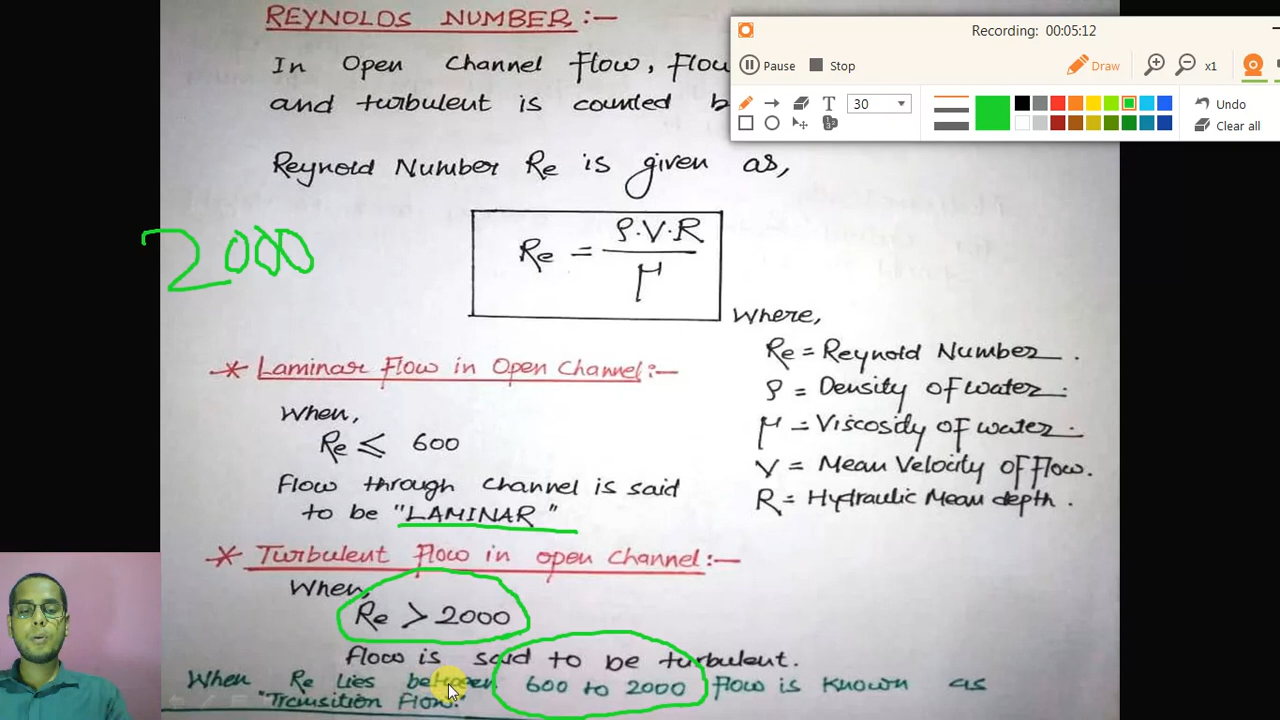 REYNOLDS NUMBER :-
Recording: 00:05:12
In Open Channel Flow, Flow
Pause Stop Draw x1
and turbulent is counted b
T 30 Undo
Clear all
Reynold Number Re is given as,
2000
Re = ρ.V.R / μ
Where,
Re = Reynold Number.
ρ = Density of water.
μ = Viscosity of water.
V = Mean Velocity of Flow.
R = Hydraulic Mean depth.
* Laminar Flow in Open Channel :-
When,
Re ≤ 600
Flow through Channel is said
to be "LAMINAR"
* Turbulent Flow in open channel :-
When,
Re > 2000
flow is said to be turbulent.
When Re lies between 600 to 2000 flow is known as
"Transition Flow."